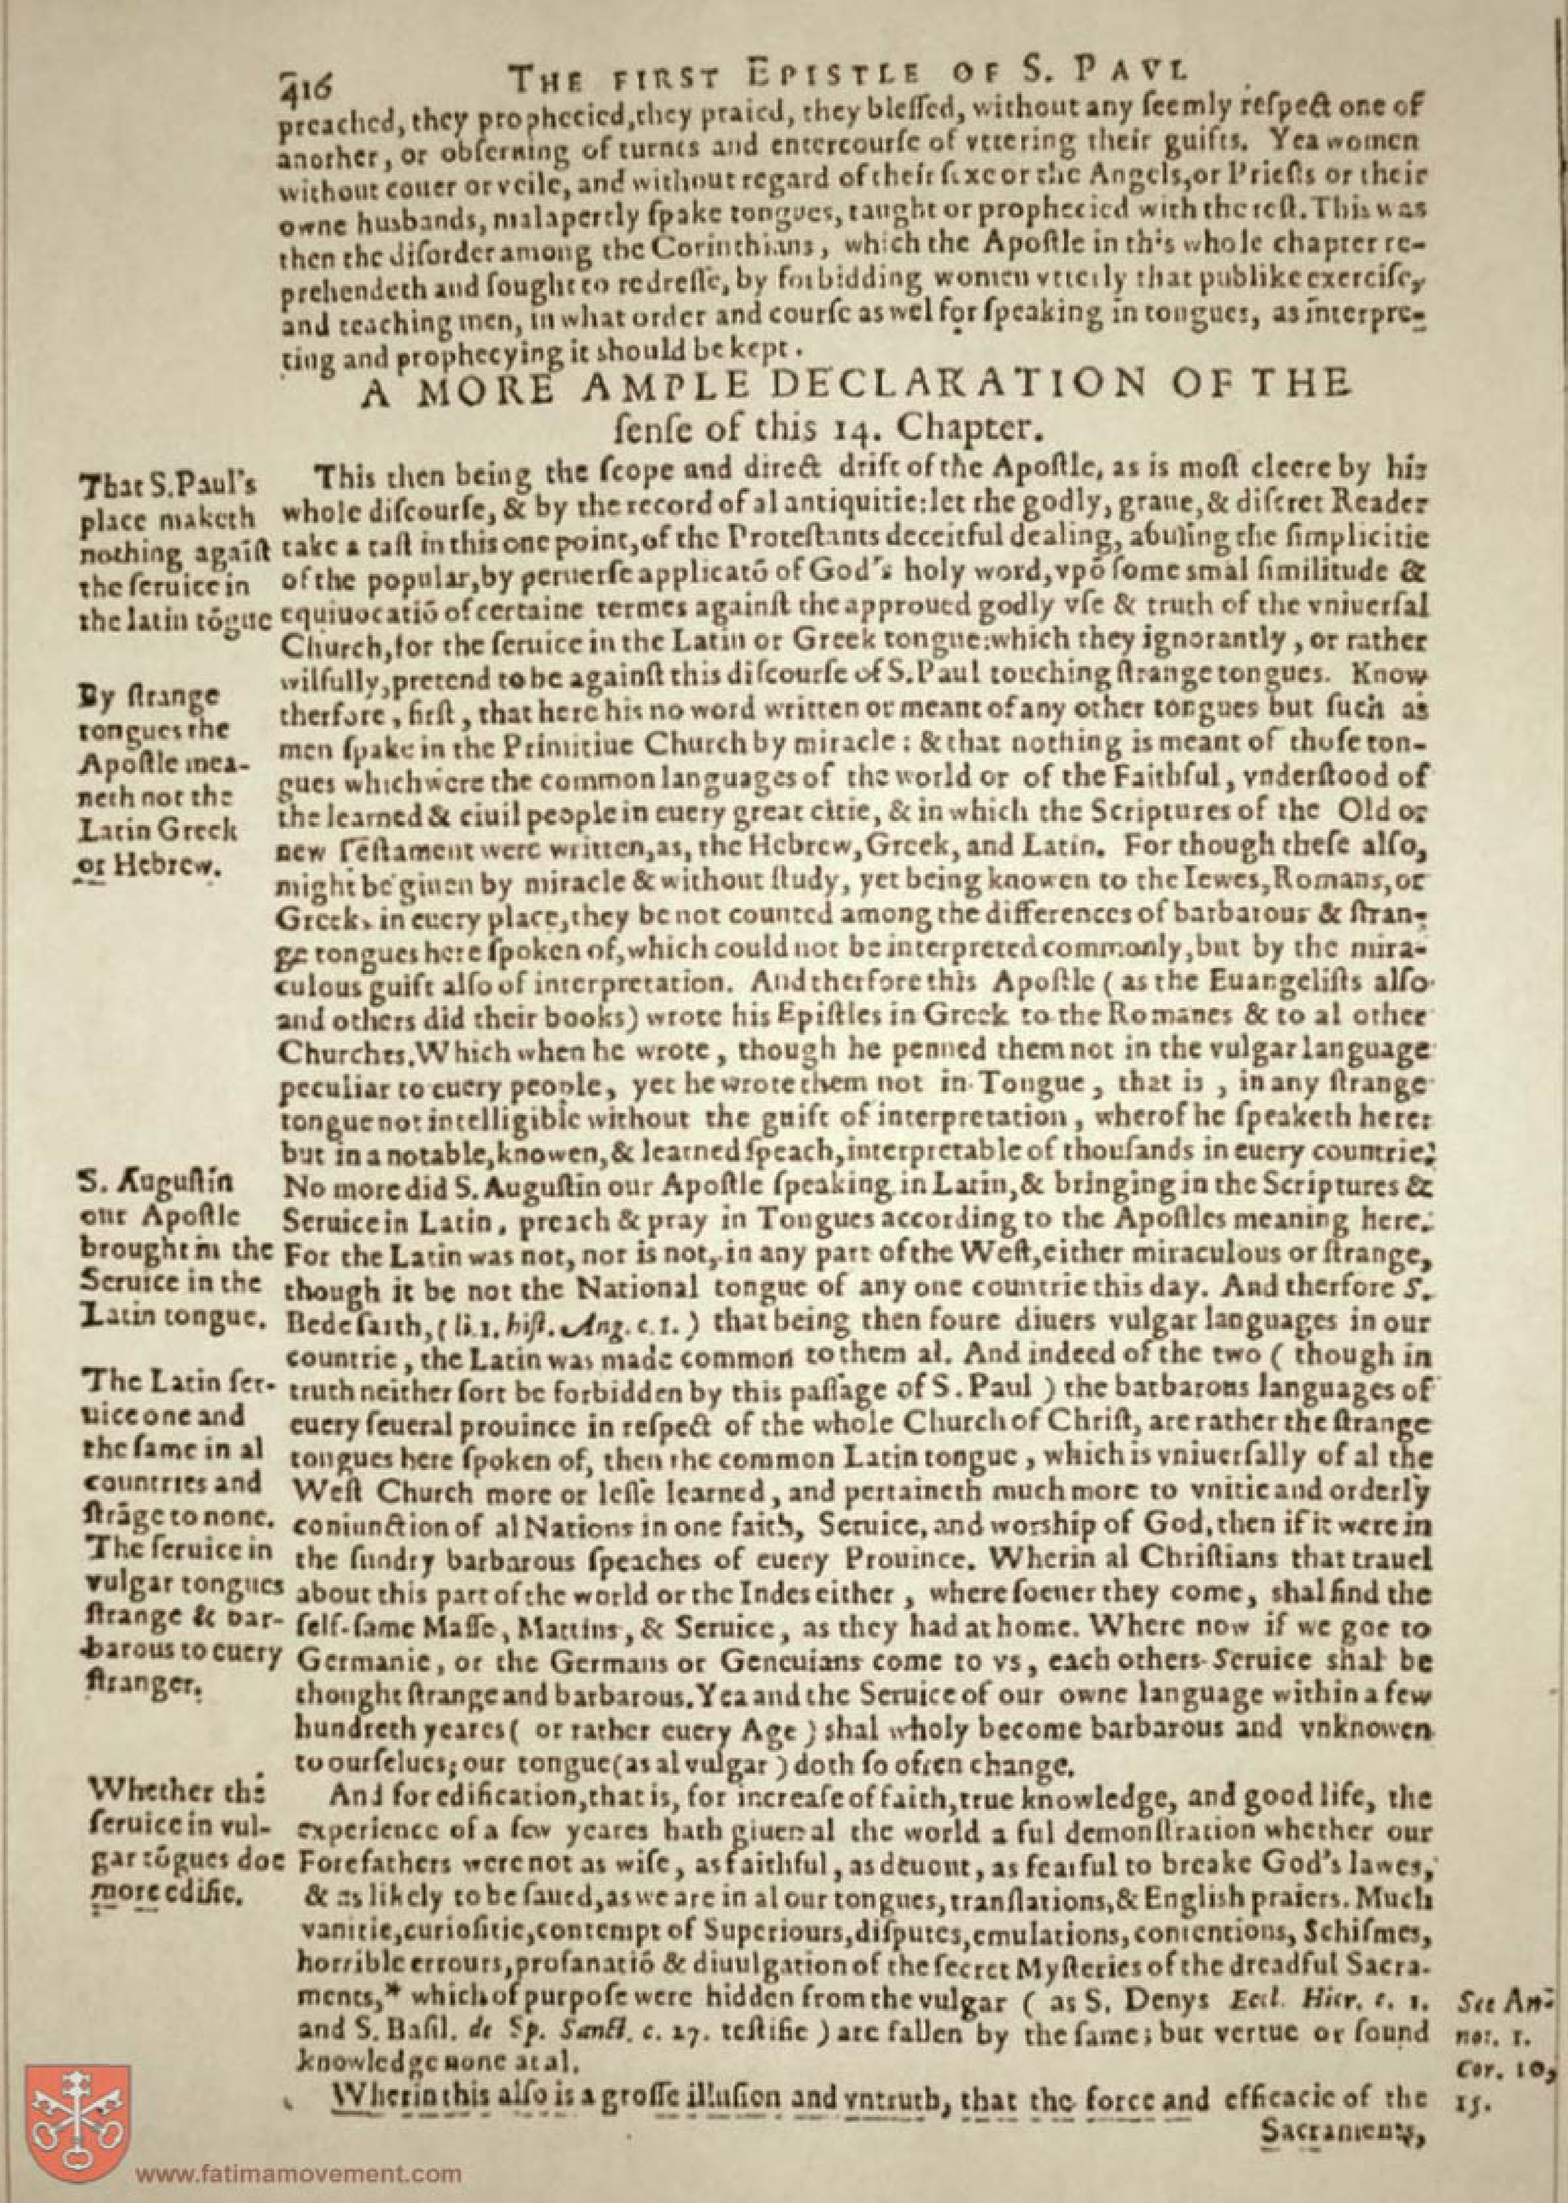 416 THE FIRST EPISTLE OF S. PAVL
preached, they prophecied, they praied, they blessed, without any seemly respect one of
another, or obseruing of turnes and entercourse of vttering their guifts. Yea women
without couer or veile, and without regard of their sexe or the Angels, or Priests or their
owne husbands, malapertly spake tongues, taught or prophecied with the rest. This was
then the disorder among the Corinthians, which the Apostle in this whole chapter re-
prehendeth and sought to redresse, by forbidding women vtterly that publike exercise,
and teaching men, in what order and course as wel for speaking in tongues, as interpre-
ting and prophecying it should be kept.
A MORE AMPLE DECLARATION OF THE
sense of this 14. Chapter.
That S. Paul's
place maketh
nothing agaīst
the seruice in
the latin tōgue
This then being the scope and direct drift of the Apostle, as is most cleere by his
whole discourse, & by the record of al antiquitie: let the godly, graue, & discret Reader
take a tast in this one point, of the Protestants deceitful dealing, abusing the simplicitie
of the popular, by peruerse applicatō of God's holy word, vpō some smal similitude &
equiuocatiō of certaine termes against the approued godly vse & truth of the vniuersal
Church, for the seruice in the Latin or Greek tongue: which they ignorantly, or rather
wilfully, pretend to be against this discourse of S. Paul touching strange tongues. Know
By strange
tongues the
Apostle mea-
neth not the
Latin Greek
or Hebrew.
therfore, first, that here his no word written or meant of any other tongues but such as
men spake in the Primitiue Church by miracle: & that nothing is meant of those ton-
gues which were the common languages of the world or of the Faithful, vnderstood of
the learned & ciuil people in euery great citie, & in which the Scriptures of the Old or
new Testament were written, as, the Hebrew, Greek, and Latin. For though these also,
might be giuen by miracle & without study, yet being knowen to the Iewes, Romans, or
Greeks in euery place, they be not counted among the differences of barbarous & stran-
ge tongues here spoken of, which could not be interpreted commonly, but by the mira-
culous guift also of interpretation. And therfore this Apostle (as the Euangelists also
and others did their books) wrote his Epistles in Greek to the Romanes & to al other
Churches. Which when he wrote, though he penned them not in the vulgar language
peculiar to euery people, yet he wrote them not in Tongue, that is, in any strange
tongue not intelligible without the guift of interpretation, wherof he speaketh here:
but in a notable, knowen, & learned speach, interpretable of thousands in euery countrie:
S. Augustin
our Apostle
brought in the
Seruice in the
Latin tongue.
No more did S. Augustin our Apostle speaking in Latin, & bringing in the Scriptures &
Seruice in Latin, preach & pray in Tongues according to the Apostles meaning here.
For the Latin was not, nor is not, in any part of the West, either miraculous or strange,
though it be not the National tongue of any one countrie this day. And therfore S.
Bede saith, (li. 1. hist. Ang. c. 1.) that being then foure diuers vulgar languages in our
countrie, the Latin was made common to them al. And indeed of the two (though in
The Latin ser-
uice one and
the same in al
countries and
strāge to none.
The seruice in
vulgar tongues
strange & bar-
barous to euery
stranger.
truth neither sort be forbidden by this passage of S. Paul) the barbarous languages of
euery seueral prouince in respect of the whole Church of Christ, are rather the strange
tongues here spoken of, then the common Latin tongue, which is vniuersally of al the
West Church more or lesse learned, and pertaineth much more to vnitie and orderly
coniunction of al Nations in one faith, Seruice, and worship of God, then if it were in
the sundry barbarous speaches of euery Prouince. Wherin al Christians that trauel
about this part of the world or the Indes either, where soeuer they come, shal find the
self-same Masse, Mattins, & Seruice, as they had at home. Where now if we goe to
Germanie, or the Germans or Geneuians come to vs, each others Seruice shal be
thought strange and barbarous. Yea and the Seruice of our owne language within a few
hundreth yeares (or rather euery Age) shal wholy become barbarous and vnknowen
to ourselues; our tongue (as al vulgar) doth so often change.
Whether the
seruice in vul-
gar tōgues doe
more edifie.
And for edification, that is, for increase of faith, true knowledge, and good life, the
experience of a few yeares hath giuen al the world a ful demonstration whether our
Forefathers were not as wise, as faithful, as deuout, as fearful to breake God's lawes,
& as likely to be saued, as we are in al our tongues, translations, & English praiers. Much
vanitie, curiositie, contempt of Superiours, disputes, emulations, contentions, Schismes,
horrible errours, profanatiō & diuulgation of the secret Mysteries of the dreadful Sacra-
ments,* which of purpose were hidden from the vulgar (as S. Denys Eccl. Hier. c. 1.
and S. Basil. de Sp. Sanct. c. 27. testifie) are fallen by the same; but vertue or sound
knowledge none at al.
See An-
not. 1.
Cor. 10,
15.
Wherin this also is a grosse illusion and vntruth, that the force and efficacie of the
Sacraments,
www.fatimamovement.com